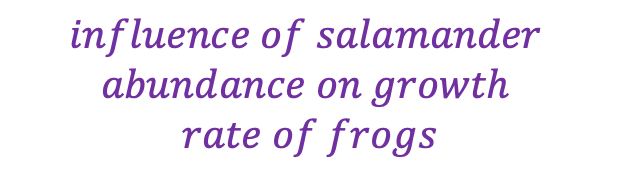 influence of salamander
abundance on growth
rate of frogs